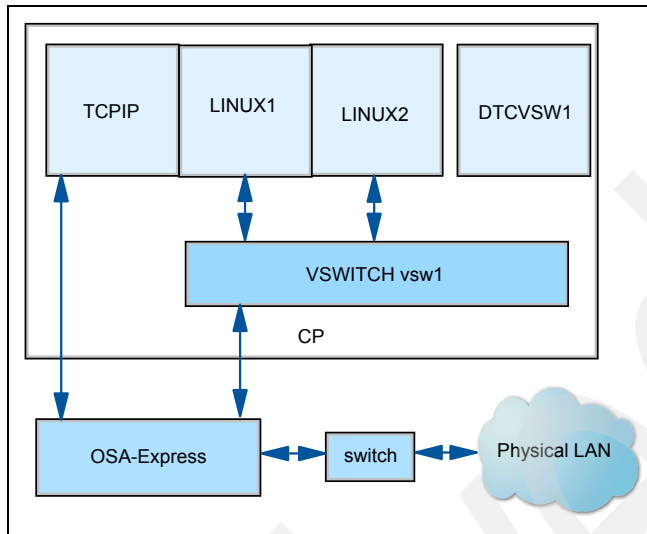 TCPIP
LINUX1
LINUX2
DTCVSW1
VSWITCH vsw1
CP
OSA-Express
switch
Physical LAN